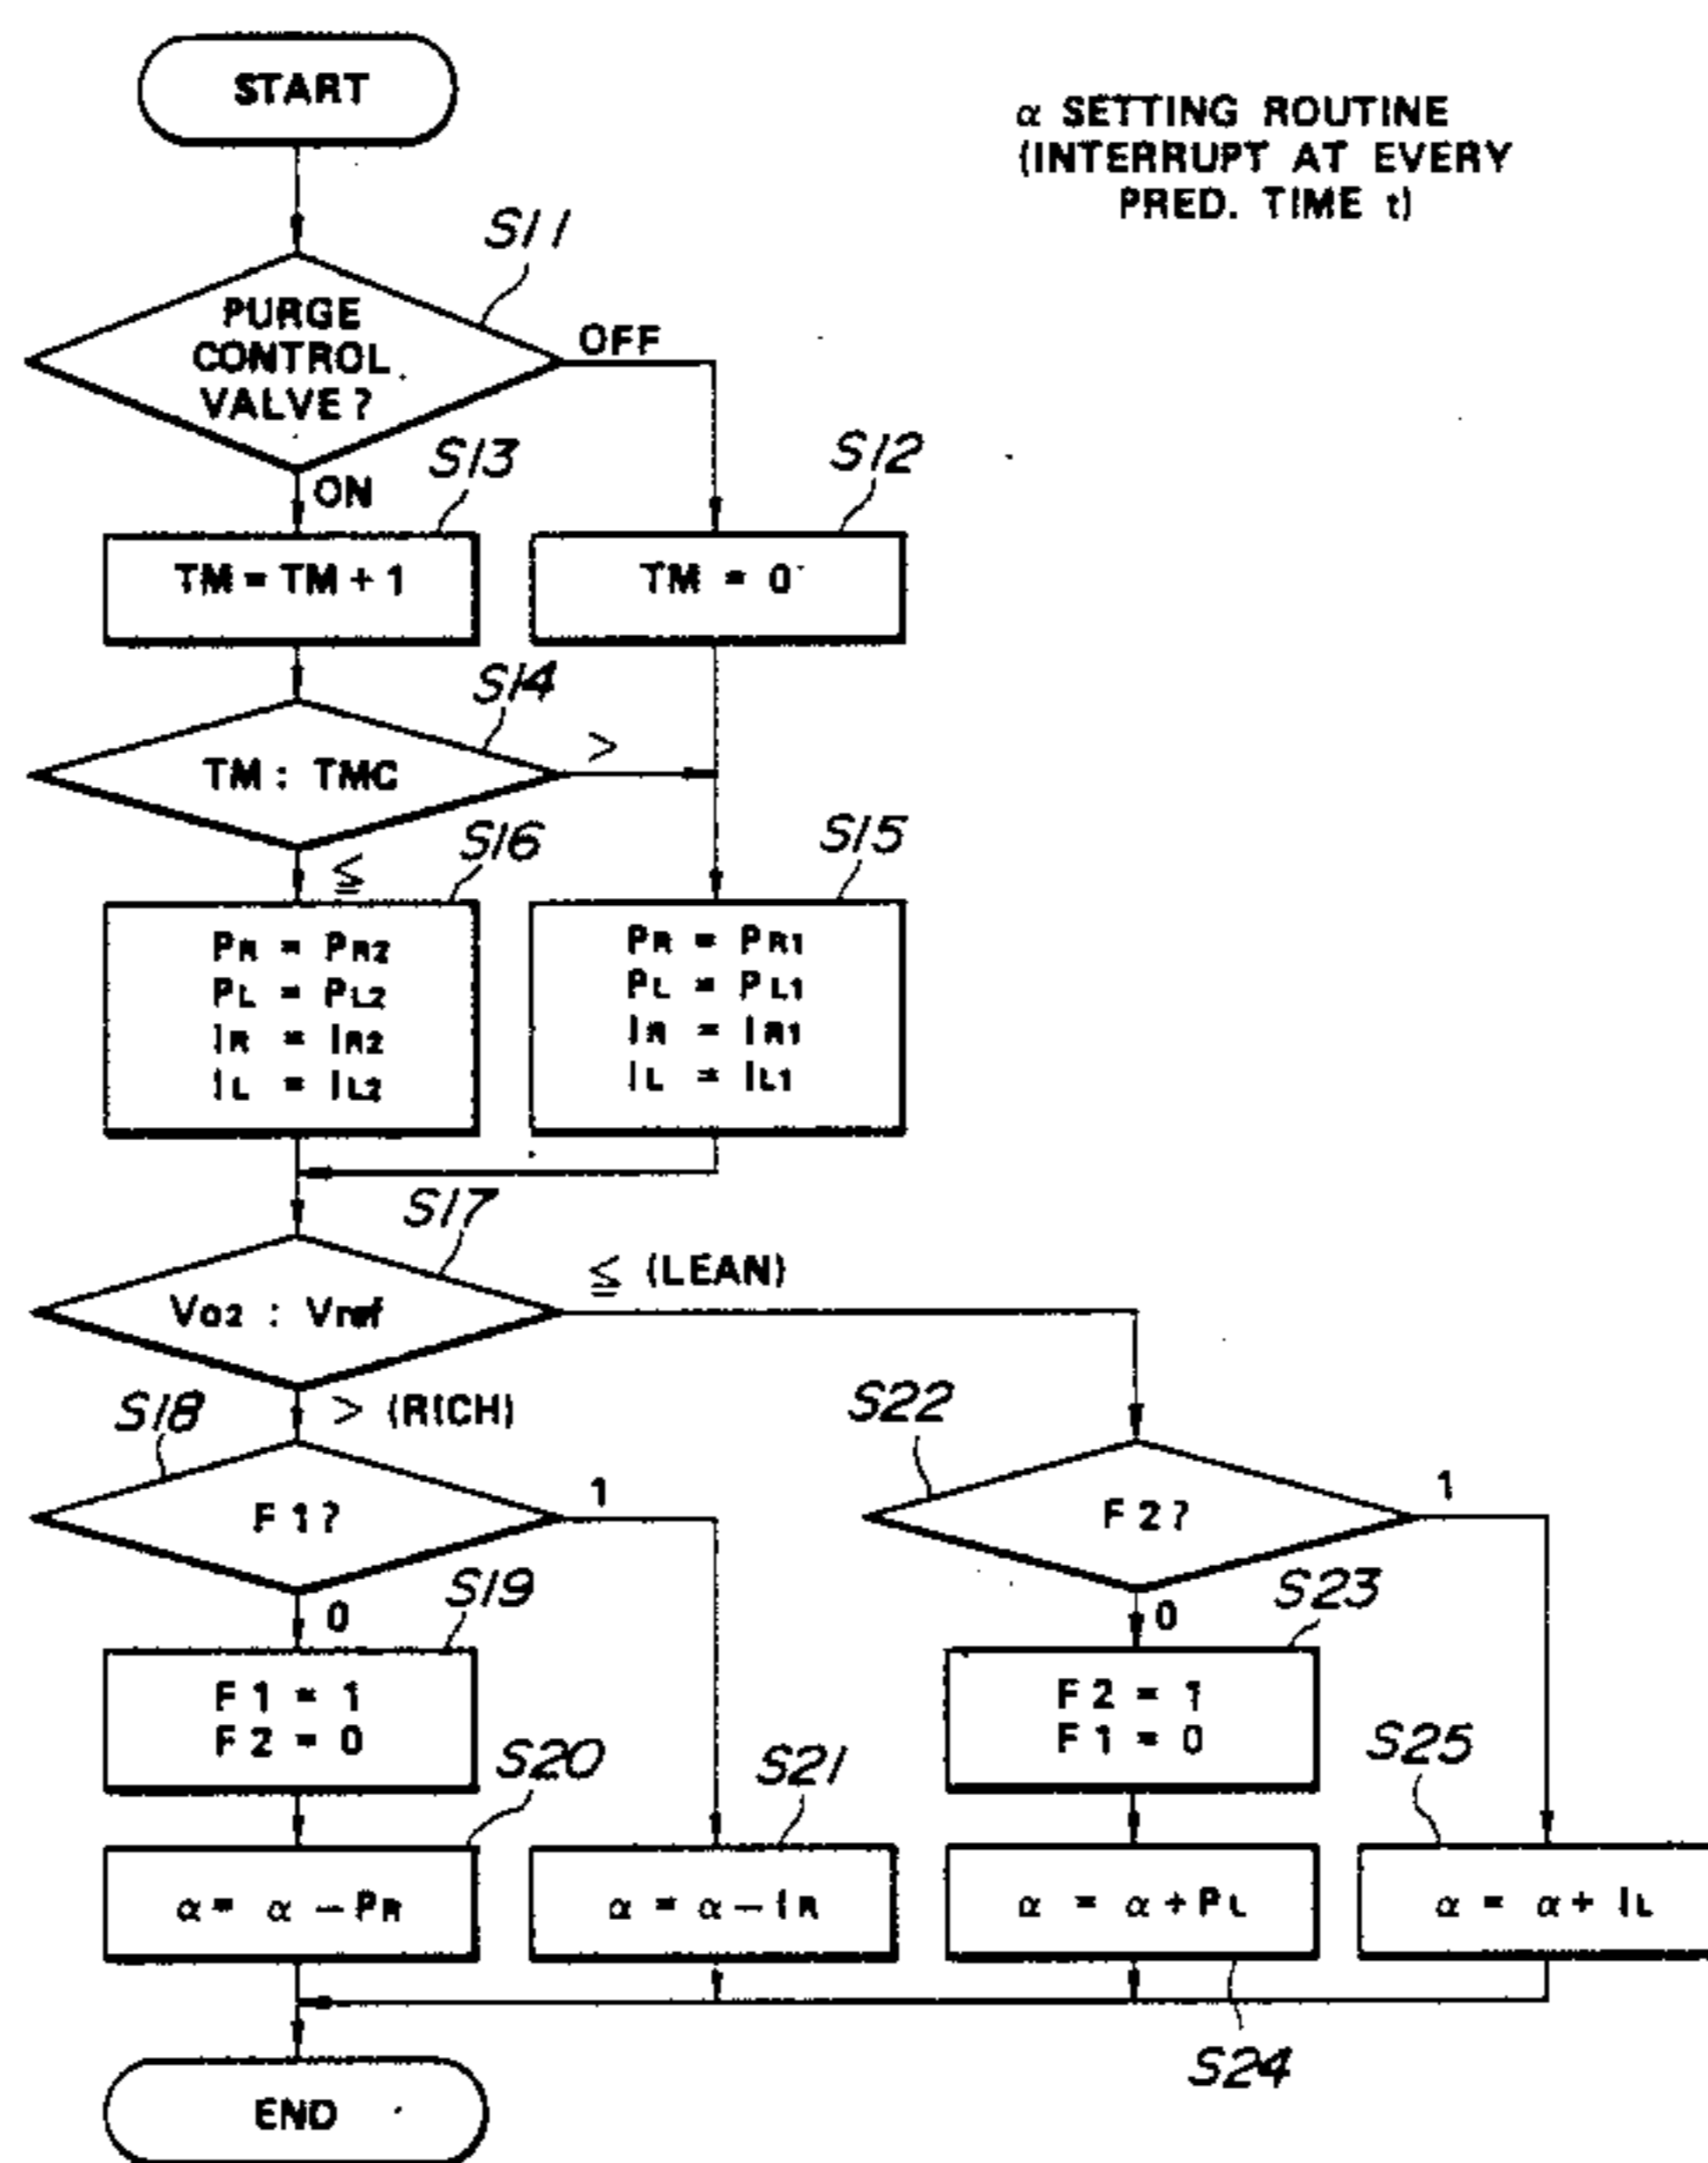 START
α SETTING ROUTINE
(INTERRUPT AT EVERY
PRED. TIME t)
S11
PURGE
CONTROL
VALVE?
OFF
ON
S13
S12
TM = TM + 1
TM = 0
S14
TM : TMC
>
≦
S16
S15
PR = PR2
PL = PL2
IR = IR2
IL = IL2
PR = PR1
PL = PL1
IR = IR1
IL = IL1
S17
Vo2 : Vref
≦ (LEAN)
> (RICH)
S18
F1?
1
0
S22
F2?
1
0
S19
F1 = 1
F2 = 0
S23
F2 = 1
F1 = 0
S20
α = α - PR
S21
α = α - IR
α = α + PL
S24
S25
α = α + IL
END